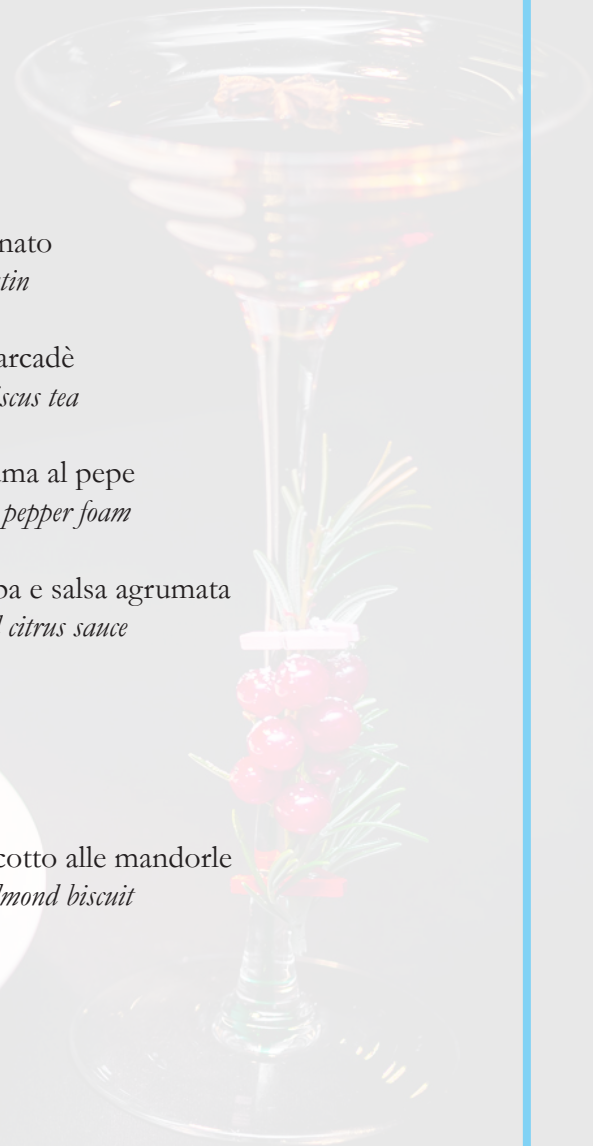 nato
tin
arcadè
scus tea
ma al pepe
pepper foam
a e salsa agrumata
citrus sauce
cotto alle mandorle
lmond biscuit